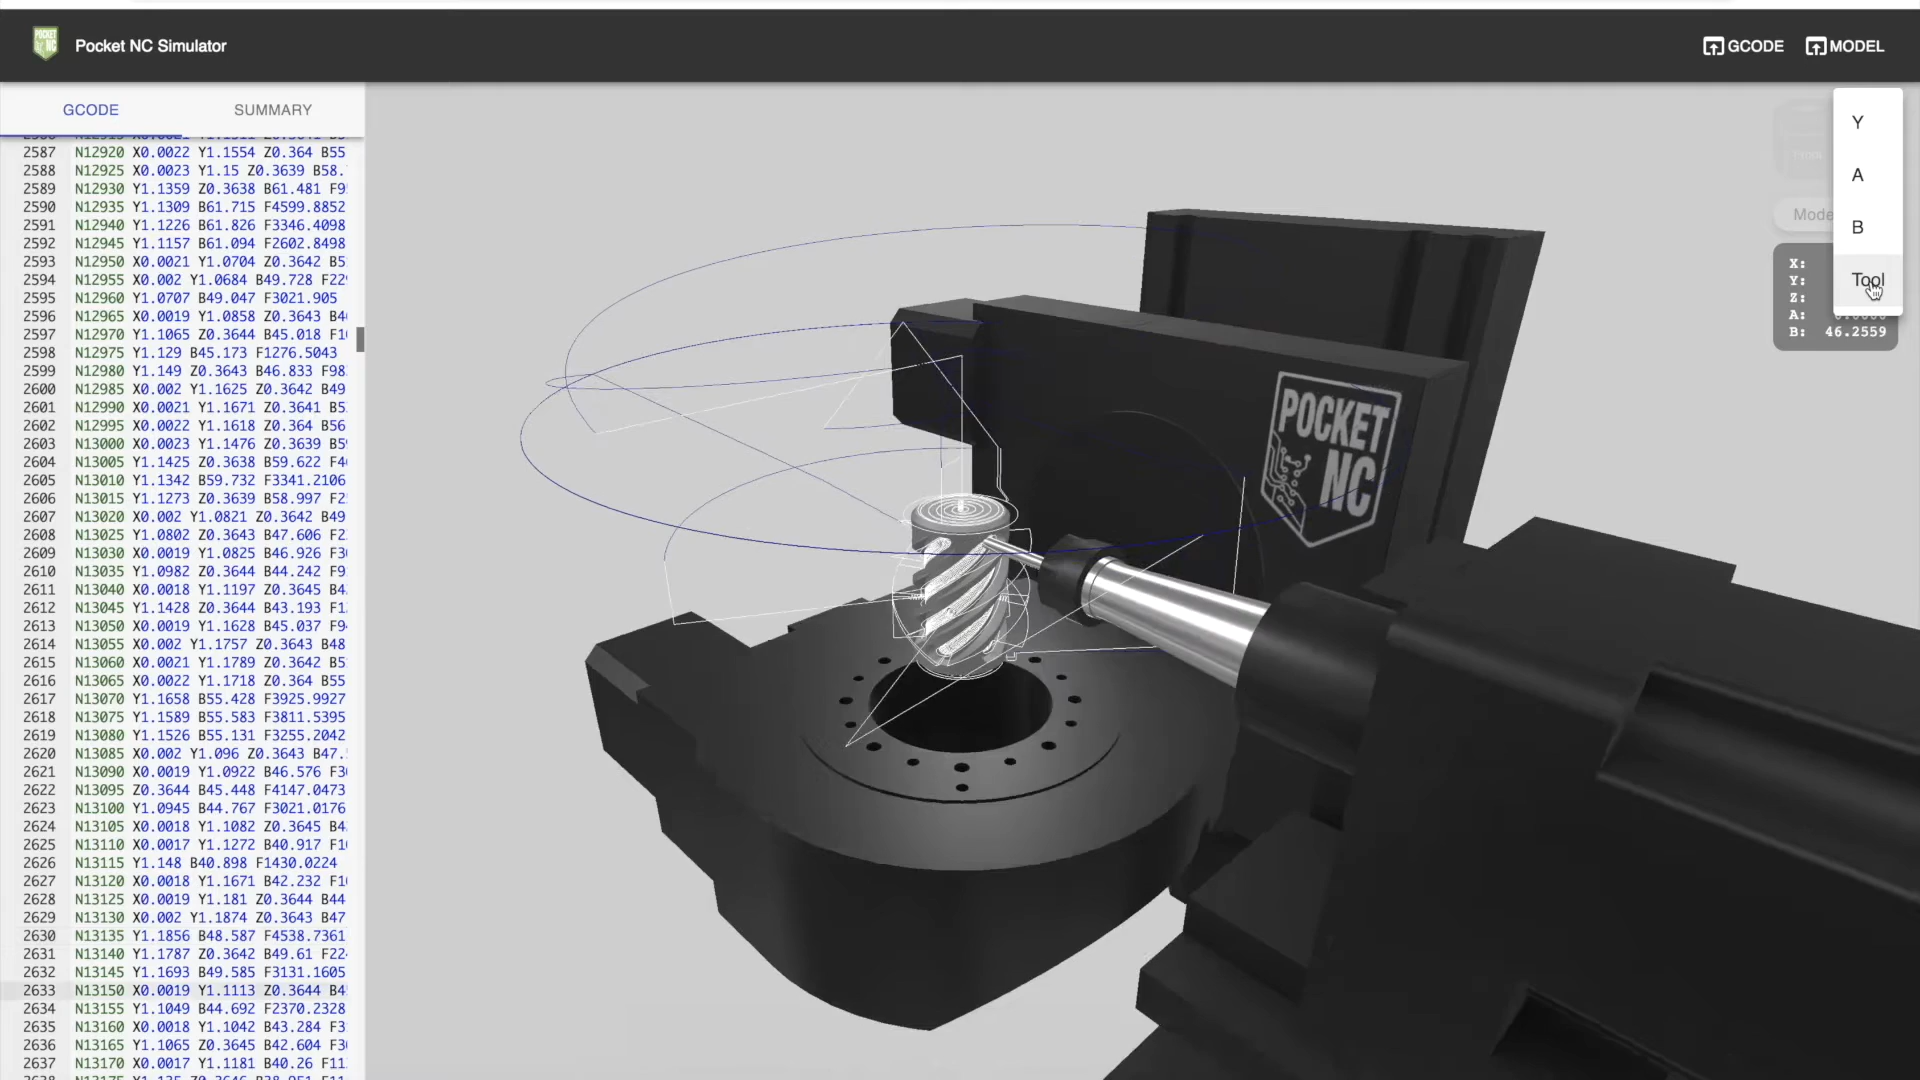 Pocket NC Simulator
GCODE
MODEL
GCODE
SUMMARY
2587 N12920 X0.0022 Y1.1554 Z0.364 B55
2588 N12925 X0.0023 Y1.15 Z0.3639 B58.
2589 N12930 Y1.1359 Z0.3638 B61.481 F9
2590 N12935 Y1.1309 B61.715 F4599.8852
2591 N12940 Y1.1226 B61.826 F3346.4098
2592 N12945 Y1.1157 B61.094 F2602.8498
2593 N12950 X0.0021 Y1.0704 Z0.3642 B5
2594 N12955 X0.002 Y1.0684 B49.728 F22
2595 N12960 Y1.0707 B49.047 F3021.905
2596 N12965 X0.0019 Y1.0858 Z0.3643 B4
2597 N12970 Y1.1065 Z0.3644 B45.018 F1
2598 N12975 Y1.129 B45.173 F1276.5043
2599 N12980 Y1.149 Z0.3643 B46.833 F98
2600 N12985 X0.002 Y1.1625 Z0.3642 B49
2601 N12990 X0.0021 Y1.1671 Z0.3641 B5
2602 N12995 X0.0022 Y1.1618 Z0.364 B56
2603 N13000 X0.0023 Y1.1476 Z0.3639 B5
2604 N13005 Y1.1425 Z0.3638 B59.622 F4
2605 N13010 Y1.1342 B59.732 F3341.2106
2606 N13015 Y1.1273 Z0.3639 B58.997 F2
2607 N13020 X0.002 Y1.0821 Z0.3642 B49
2608 N13025 Y1.0802 Z0.3643 B47.606 F2
2609 N13030 X0.0019 Y1.0825 B46.926 F3
2610 N13035 Y1.0982 Z0.3644 B44.242 F9
2611 N13040 X0.0018 Y1.1197 Z0.3645 B4
2612 N13045 Y1.1428 Z0.3644 B43.193 F1
2613 N13050 X0.0019 Y1.1628 B45.037 F9
2614 N13055 X0.002 Y1.1757 Z0.3643 B48
2615 N13060 X0.0021 Y1.1789 Z0.3642 B5
2616 N13065 X0.0022 Y1.1718 Z0.364 B55
2617 N13070 Y1.1658 B55.428 F3925.9927
2618 N13075 Y1.1589 B55.583 F3811.5395
2619 N13080 Y1.1526 B55.131 F3255.2042
2620 N13085 X0.002 Y1.096 Z0.3643 B47.
2621 N13090 X0.0019 Y1.0922 B46.576 F3
2622 N13095 Z0.3644 B45.448 F4147.0473
2623 N13100 Y1.0945 B44.767 F3021.0176
2624 N13105 X0.0018 Y1.1082 Z0.3645 B4
2625 N13110 X0.0017 Y1.1272 B40.917 F1
2626 N13115 Y1.148 B40.898 F1430.0224
2627 N13120 X0.0018 Y1.1671 B42.232 F1
2628 N13125 X0.0019 Y1.181 Z0.3644 B44
2629 N13130 X0.002 Y1.1874 Z0.3643 B47
2630 N13135 Y1.1856 B48.587 F4538.7361
2631 N13140 Y1.1787 Z0.3642 B49.61 F22
2632 N13145 Y1.1693 B49.585 F3131.1605
2633 N13150 X0.0019 Y1.1113 Z0.3644 B4
2634 N13155 Y1.1049 B44.692 F2370.2328
2635 N13160 X0.0018 Y1.1042 B43.284 F3
2636 N13165 Y1.1065 Z0.3645 B42.604 F3
2637 N13170 X0.0017 Y1.1181 B40.26 F11
POCKET
NC
Y
A
B
Tool
X:
Y:
Z:
A:
B: 46.2559